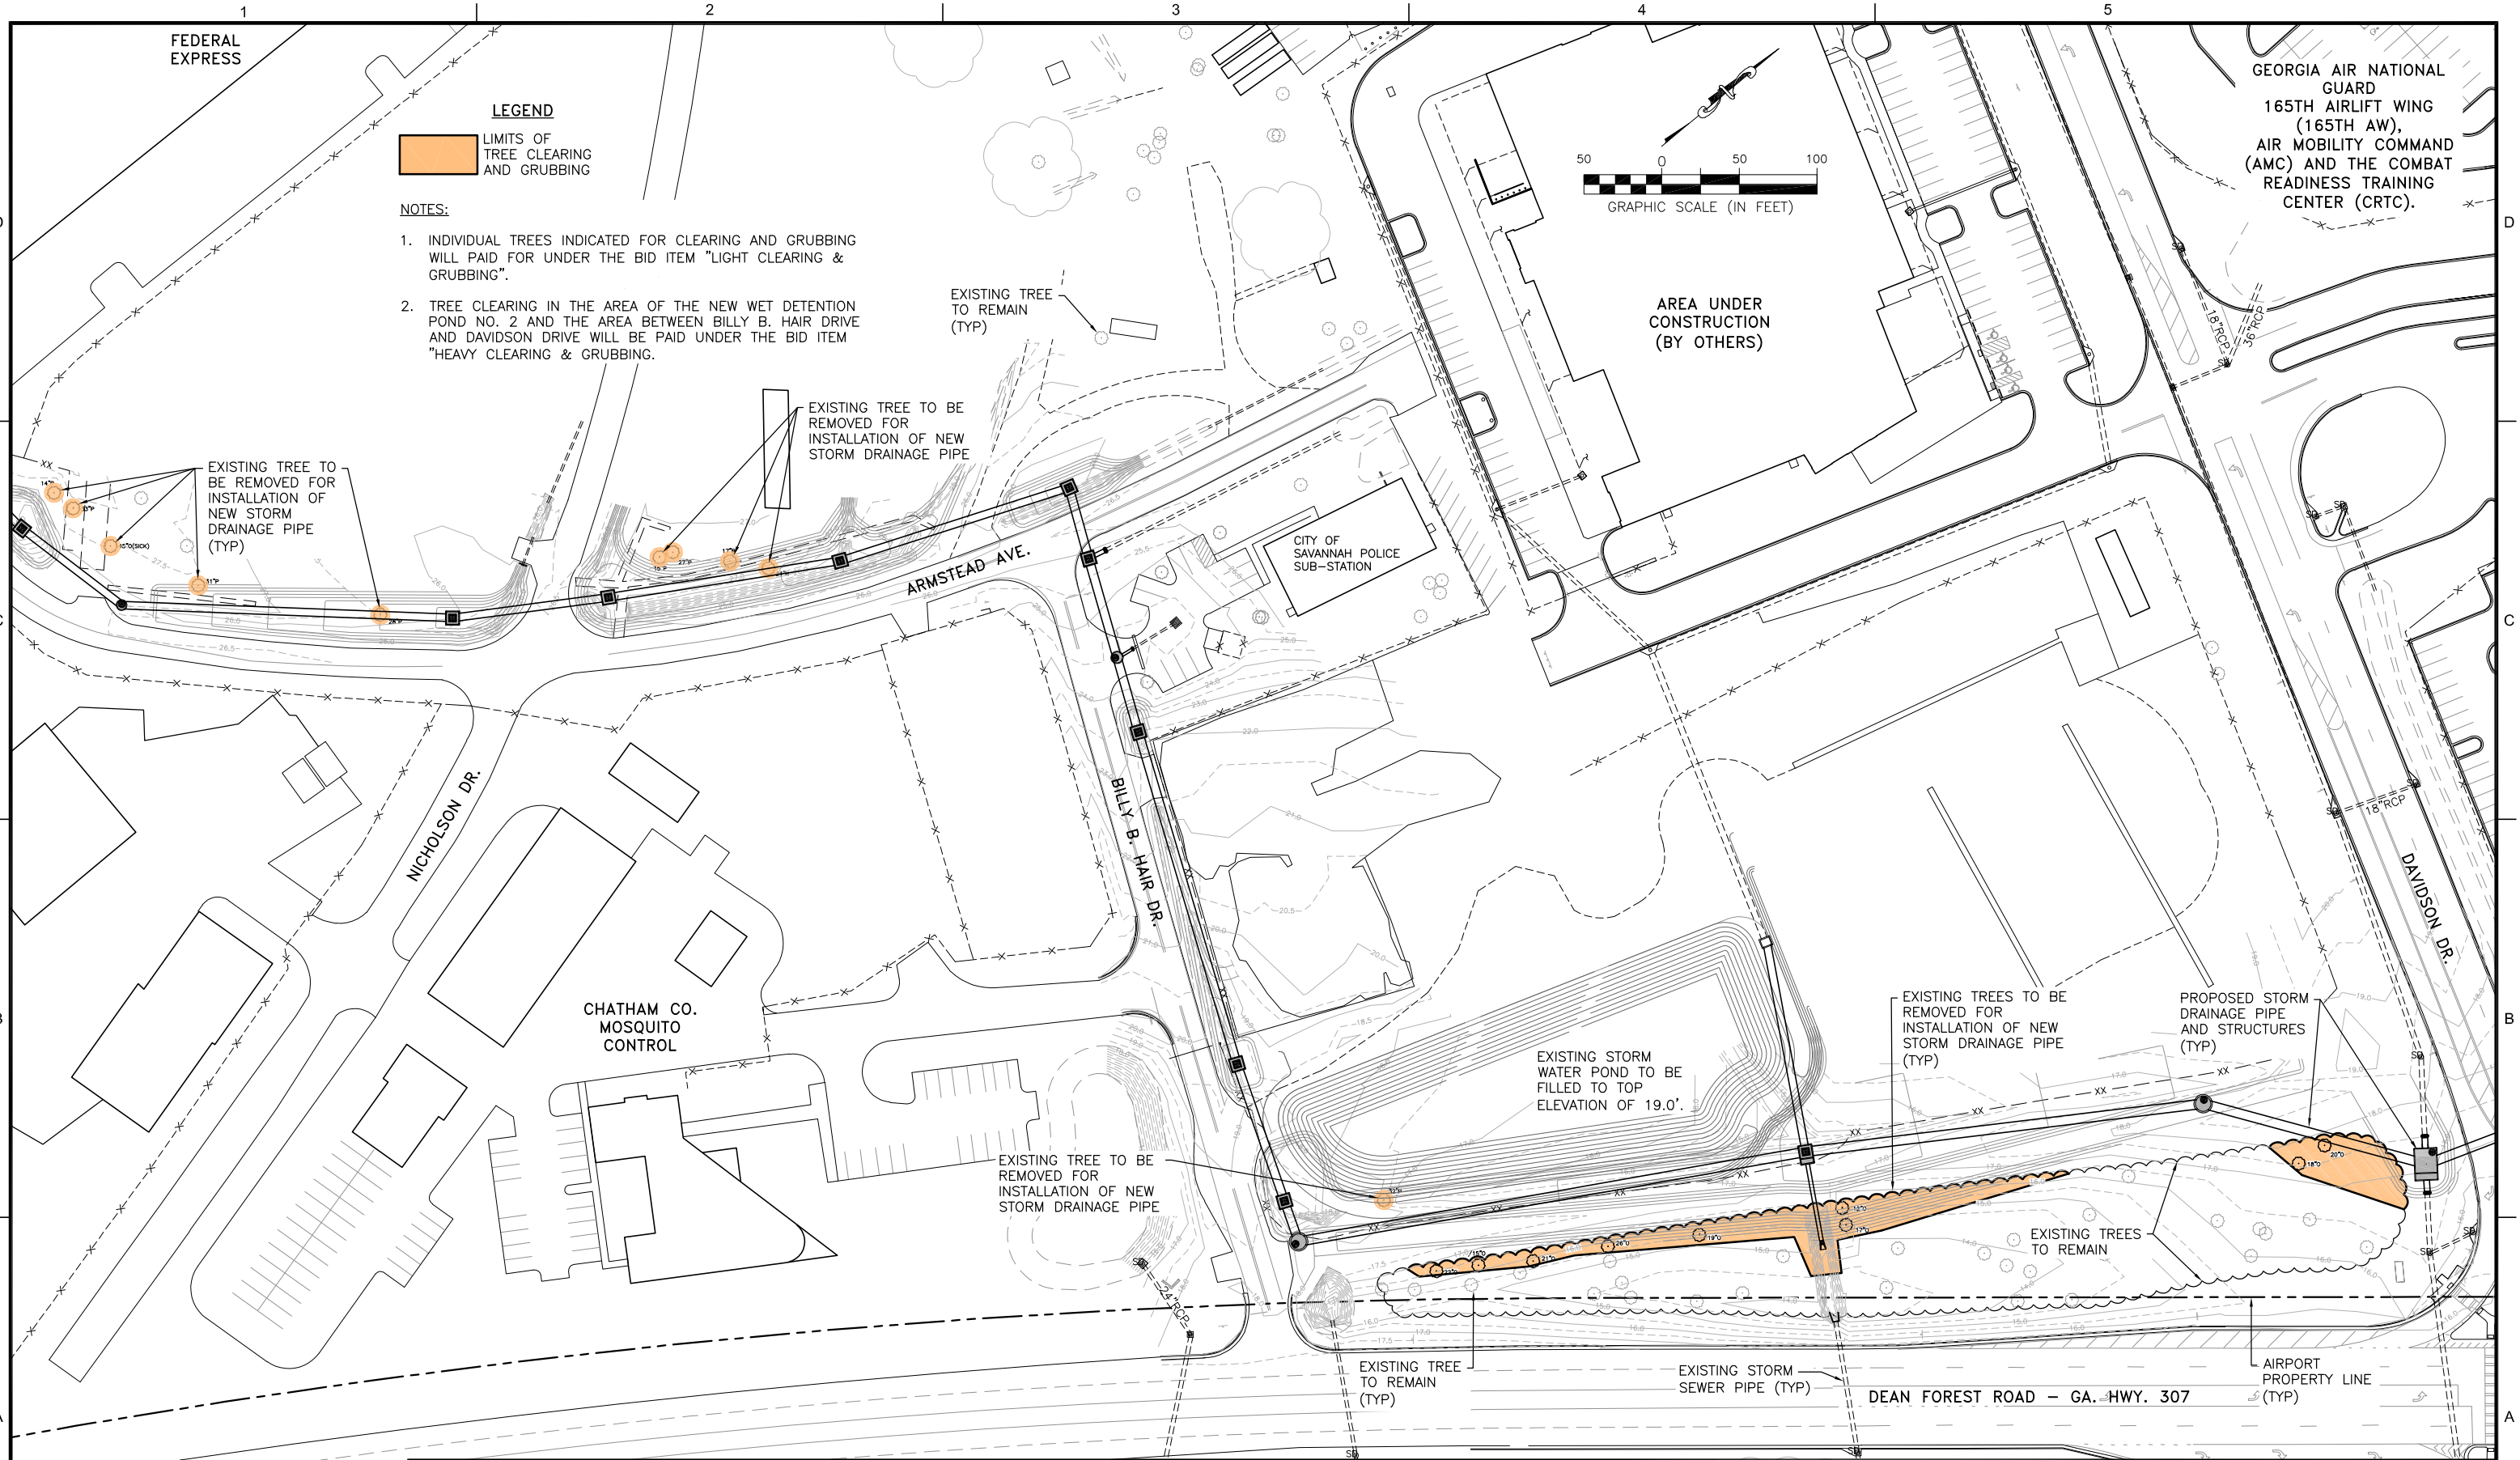 1
2
3
4
5
FEDERAL
EXPRESS
LEGEND
LIMITS OF
TREE CLEARING
AND GRUBBING
NOTES:
1. INDIVIDUAL TREES INDICATED FOR CLEARING AND GRUBBING
WILL PAID FOR UNDER THE BID ITEM "LIGHT CLEARING &
GRUBBING".
2. TREE CLEARING IN THE AREA OF THE NEW WET DETENTION
POND NO. 2 AND THE AREA BETWEEN BILLY B. HAIR DRIVE
AND DAVIDSON DRIVE WILL BE PAID UNDER THE BID ITEM
"HEAVY CLEARING & GRUBBING.
50 0 50 100
GRAPHIC SCALE (IN FEET)
GEORGIA AIR NATIONAL
GUARD
165TH AIRLIFT WING
(165TH AW),
AIR MOBILITY COMMAND
(AMC) AND THE COMBAT
READINESS TRAINING
CENTER (CRTC).
D
EXISTING TREE
TO REMAIN
(TYP)
AREA UNDER
CONSTRUCTION
(BY OTHERS)
18"RCP
36"RCP
EXISTING TREE TO BE
REMOVED FOR
INSTALLATION OF NEW
STORM DRAINAGE PIPE
EXISTING TREE TO
BE REMOVED FOR
INSTALLATION OF
NEW STORM
DRAINAGE PIPE
(TYP)
CITY OF
SAVANNAH POLICE
SUB-STATION
ARMSTEAD AVE.
C
NICHOLSON DR.
BILLY B. HAIR DR.
18"RCP
DAVIDSON DR.
CHATHAM CO.
MOSQUITO
CONTROL
EXISTING STORM
WATER POND TO BE
FILLED TO TOP
ELEVATION OF 19.0'.
EXISTING TREES TO BE
REMOVED FOR
INSTALLATION OF NEW
STORM DRAINAGE PIPE
(TYP)
PROPOSED STORM
DRAINAGE PIPE
AND STRUCTURES
(TYP)
B
EXISTING TREE TO BE
REMOVED FOR
INSTALLATION OF NEW
STORM DRAINAGE PIPE
EXISTING TREES
TO REMAIN
24"RCP
EXISTING TREE
TO REMAIN
(TYP)
EXISTING STORM
SEWER PIPE (TYP)
DEAN FOREST ROAD - GA. HWY. 307
AIRPORT
PROPERTY LINE
(TYP)
A